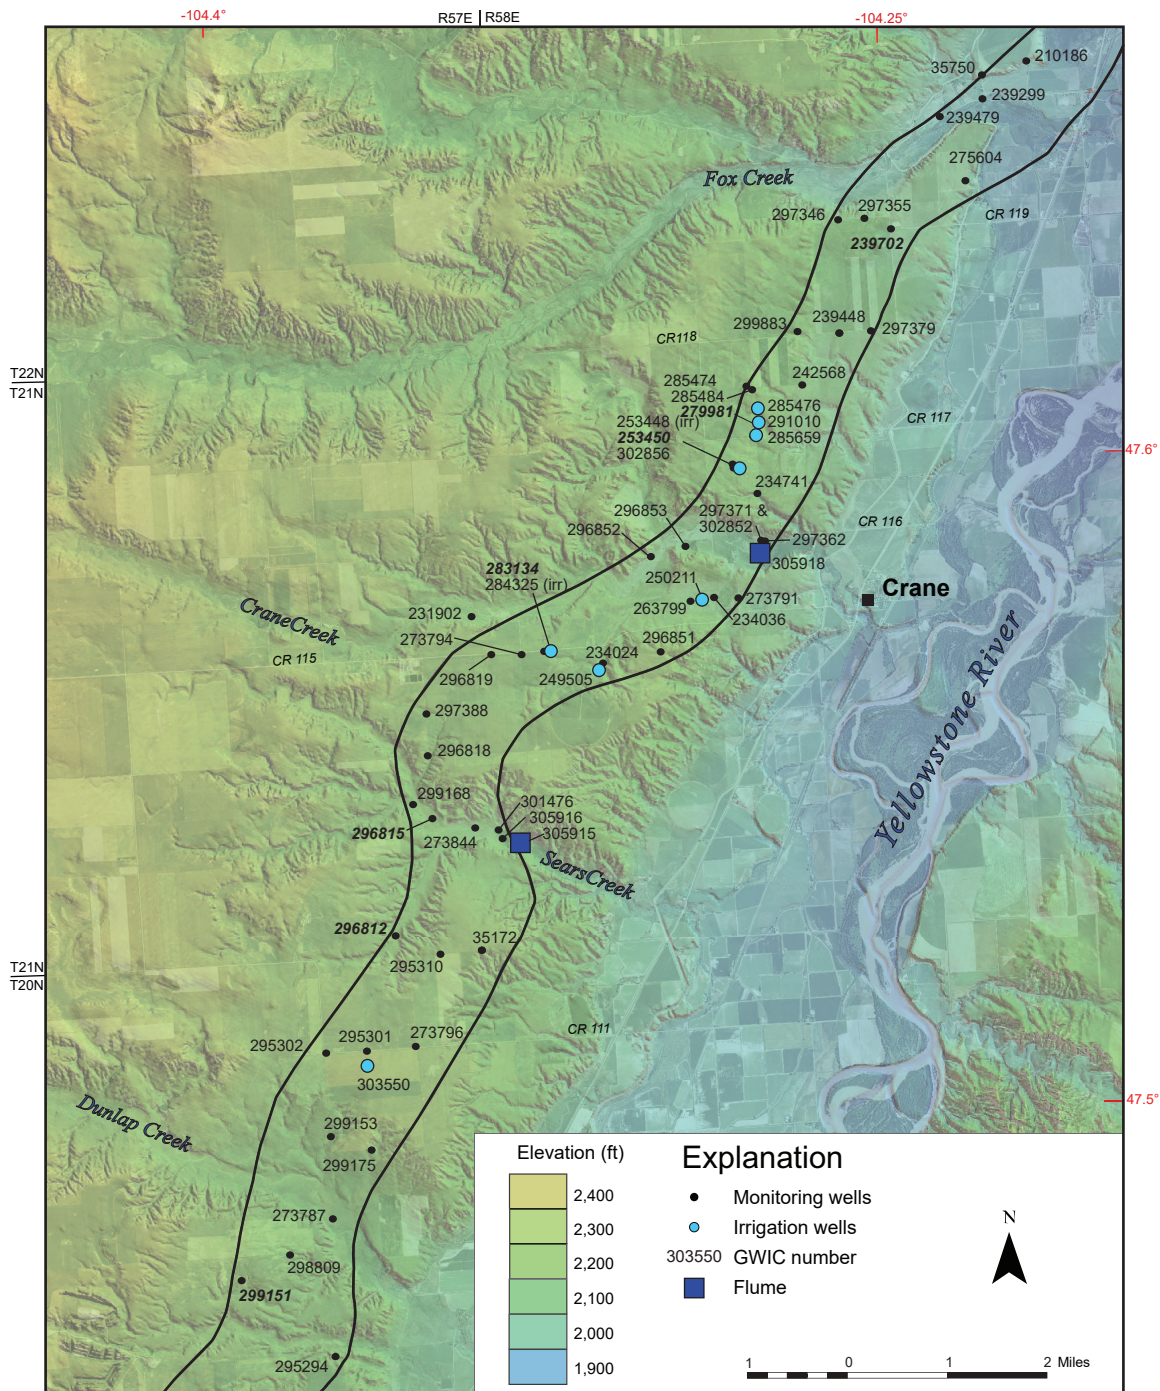 -104.4°
R57E R58E
-104.25°
210186
35750
239299
239479
275604
Fox Creek
297355
297346
CR 119
239702
299883
239448
297379
CR118
T22N
T21N
285474
242568
285484
279981
285476
253448 (irr)
291010
CR 117
253450
285659
302856
47.6°
234741
296853
297371 &
302852
CR 116
296852
297362
283134
305918
284325 (irr)
250211
Crane
CraneCreek
231902
263799
273791
234036
273794
234024
296851
CR 115
296819
249505
297388
Yellowstone River
296818
299168
301476
305916
296815
305915
273844
SearsCreek
296812
35172
295310
T21N
T20N
295302
295301
273796
CR 111
303550
Dunlap Creek
47.5°
299153
299175
273787
298809
299151
295294
Elevation (ft)
2,400
2,300
2,200
2,100
2,000
1,900
Explanation
Monitoring wells
Irrigation wells
303550 GWIC number
Flume
N
1 0 1 2 Miles